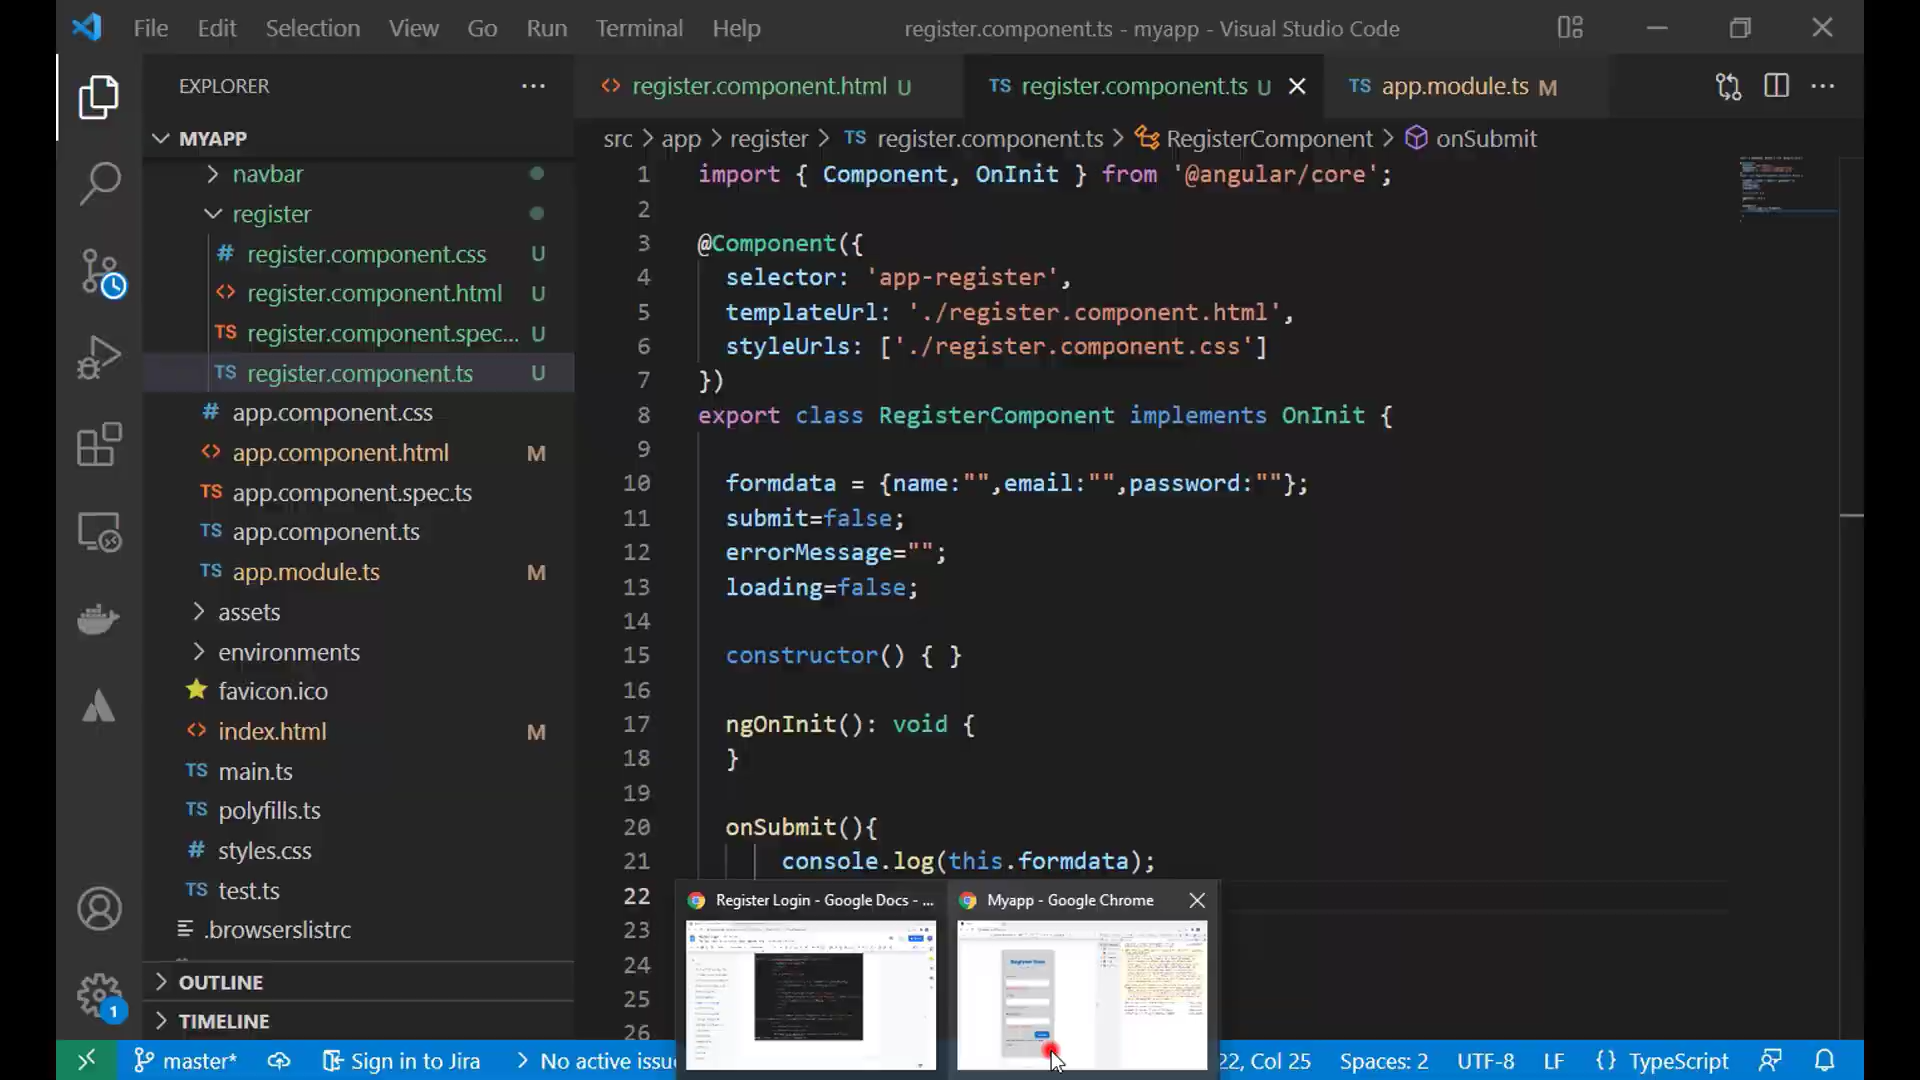 File Edit Selection View Go Run Terminal Help register.component.ts - myapp - Visual Studio Code
EXPLORER
MYAPP
navbar
register
register.component.css U
register.component.html U
register.component.spec... U
register.component.ts U
app.component.css
app.component.html M
app.component.spec.ts
app.component.ts
app.module.ts M
assets
environments
favicon.ico
index.html M
main.ts
polyfills.ts
styles.css
test.ts
.browserslistrc
OUTLINE
TIMELINE
register.component.html U register.component.ts U app.module.ts M
src > app > register > TS register.component.ts > RegisterComponent > onSubmit
1 import { Component, OnInit } from '@angular/core';
2
3 @Component({
4 selector: 'app-register',
5 templateUrl: './register.component.html',
6 styleUrls: ['./register.component.css']
7 })
8 export class RegisterComponent implements OnInit {
9
10 formdata = {name:"",email:"",password:""};
11 submit=false;
12 errorMessage="";
13 loading=false;
14
15 constructor() { }
16
17 ngOnInit(): void {
18 }
19
20 onSubmit(){
21 console.log(this.formdata);
22
23
24
25
26
Register Login - Google Docs - ... Myapp - Google Chrome
1
master* Sign in to Jira No active issu 22, Col 25 Spaces: 2 UTF-8 LF {} TypeScript